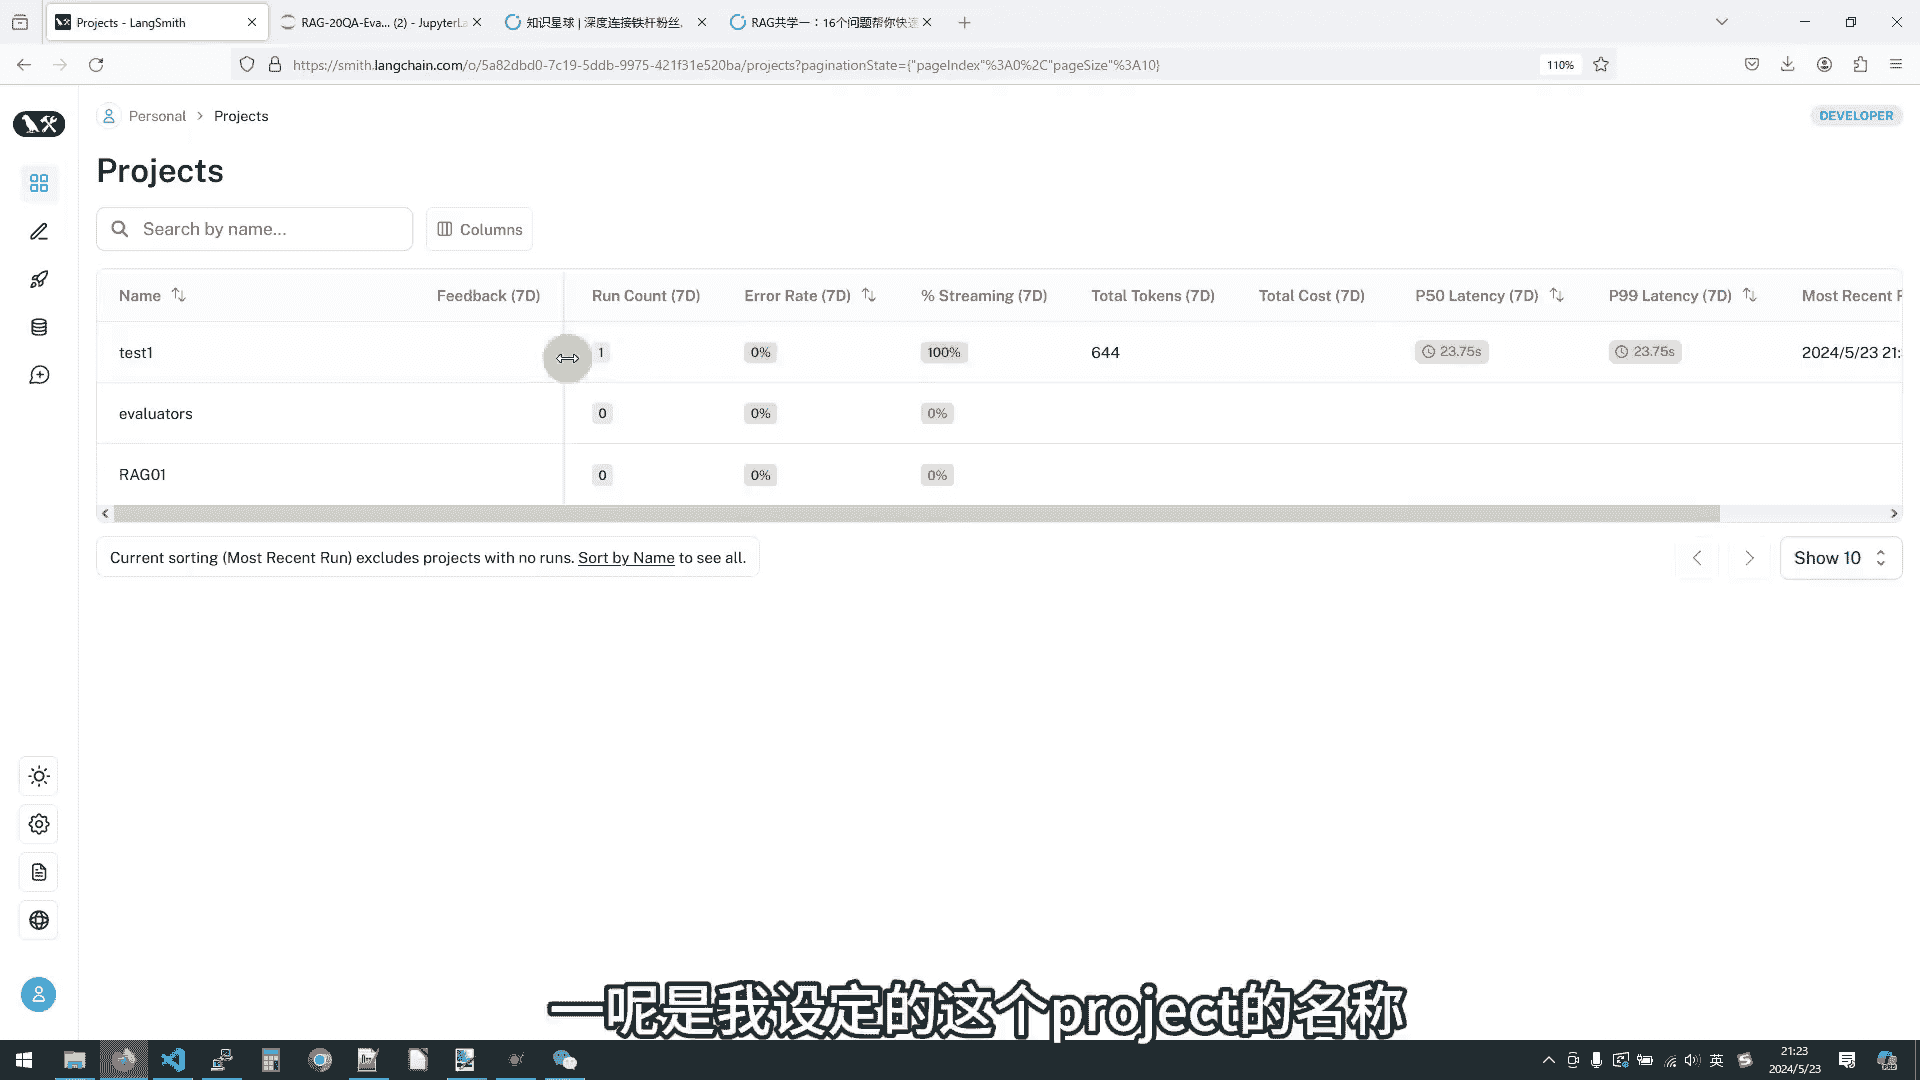 Projects - LangSmith
RAG-20QA-Eva... (2) - JupyterLa
知识星球 | 深度连接铁杆粉丝.
RAG共学一：16个问题帮你快速
https://smith.langchain.com/o/5a82dbd0-7c19-5ddb-9975-421f31e520ba/projects?paginationState={"pageIndex"%3A0%2C"pageSize"%3A10}
110%
Personal > Projects
DEVELOPER
Projects
Search by name...
Columns
Name Feedback (7D) Run Count (7D) Error Rate (7D) % Streaming (7D) Total Tokens (7D) Total Cost (7D) P50 Latency (7D) P99 Latency (7D) Most Recent R
test1 1 0% 100% 644 23.75s 23.75s 2024/5/23 21:
evaluators 0 0% 0%
RAG01 0 0% 0%
Current sorting (Most Recent Run) excludes projects with no runs. Sort by Name to see all.
Show 10
一呢是我设定的这个project的名称
英
21:23
2024/5/23